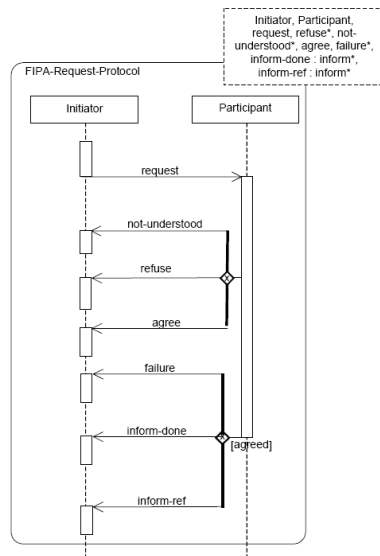 Initiator, Participant,
request, refuse*, not-
understood*, agree, failure*,
inform-done : inform*,
inform-ref : inform*
FIPA-Request-Protocol
Initiator
Participant
request
not-understood
refuse
agree
failure
inform-done
[agreed]
inform-ref